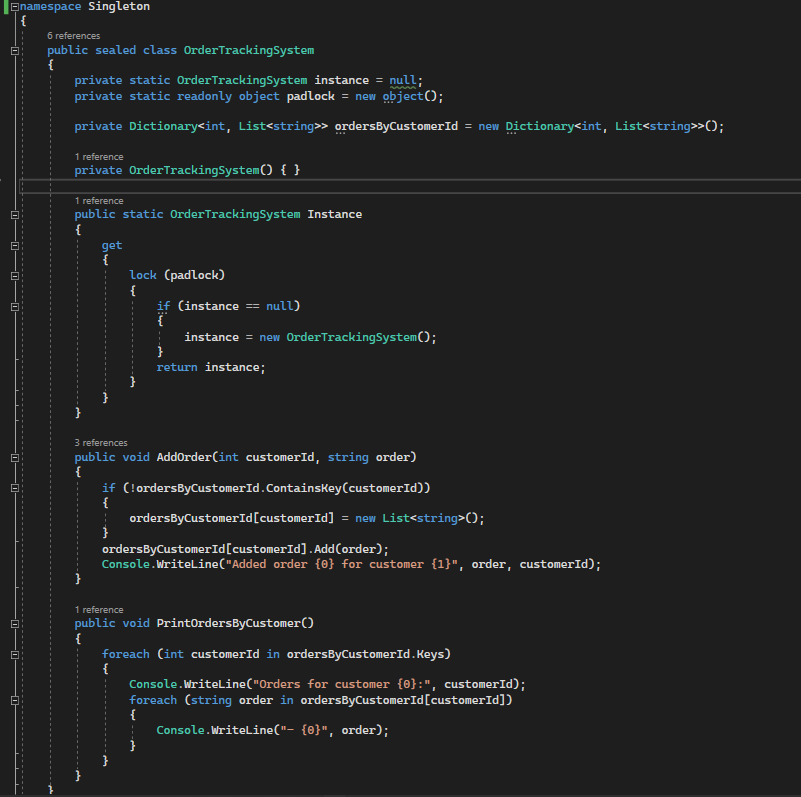 namespace Singleton
{
6 references
public sealed class OrderTrackingSystem
{
private static OrderTrackingSystem instance = null;
private static readonly object padlock = new object();
private Dictionary<int, List<string>> ordersByCustomerId = new Dictionary<int, List<string>>();
1 reference
private OrderTrackingSystem() { }
1 reference
public static OrderTrackingSystem Instance
{
get
{
lock (padlock)
{
if (instance == null)
{
instance = new OrderTrackingSystem();
}
return instance;
}
}
}
3 references
public void AddOrder(int customerId, string order)
{
if (!ordersByCustomerId.ContainsKey(customerId))
{
ordersByCustomerId[customerId] = new List<string>();
}
ordersByCustomerId[customerId].Add(order);
Console.WriteLine("Added order {0} for customer {1}", order, customerId);
}
1 reference
public void PrintOrdersByCustomer()
{
foreach (int customerId in ordersByCustomerId.Keys)
{
Console.WriteLine("Orders for customer {0}:", customerId);
foreach (string order in ordersByCustomerId[customerId])
{
Console.WriteLine("- {0}", order);
}
}
}
}